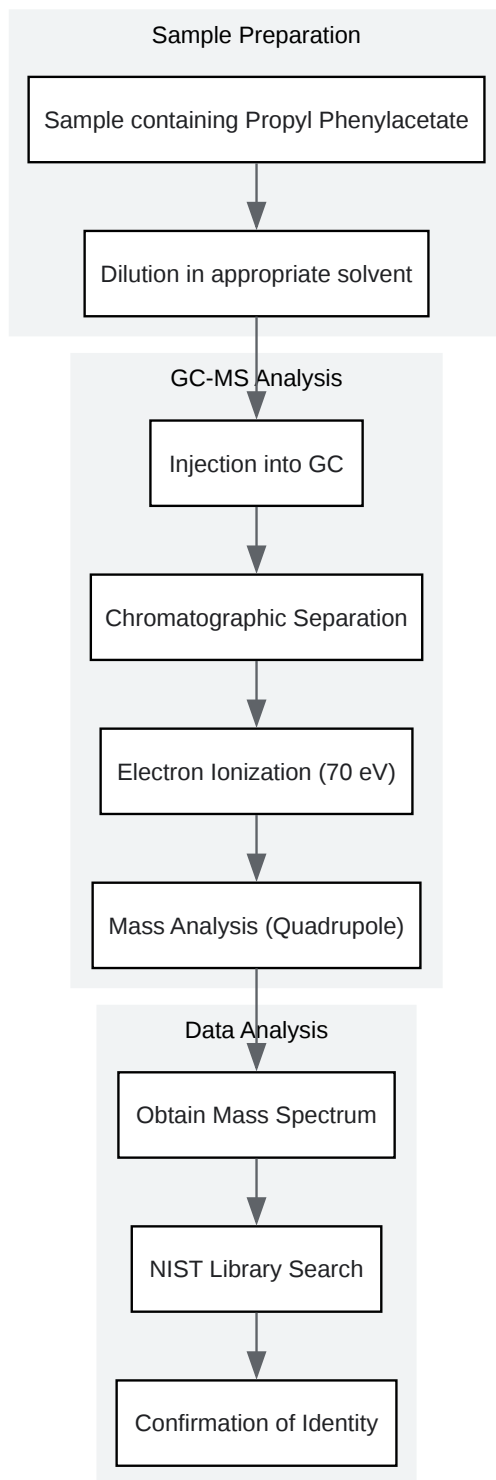 Sample Preparation
Sample containing Propyl Phenylacetate
Dilution in appropriate solvent
GC-MS Analysis
Injection into GC
Chromatographic Separation
Electron Ionization (70 eV)
Mass Analysis (Quadrupole)
Data Analysis
Obtain Mass Spectrum
NIST Library Search
Confirmation of Identity